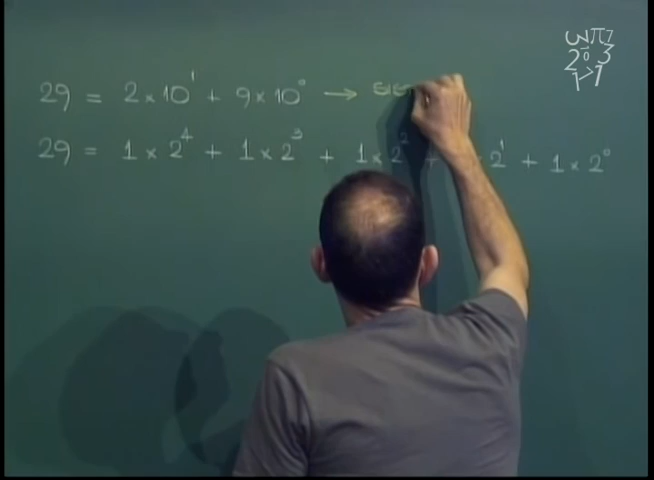 29 = 2 × 10¹ + 9 × 10⁰ →
29 = 1 × 2⁴ + 1 × 2³ + 1 × 2² + × 2¹ + 1 × 2⁰